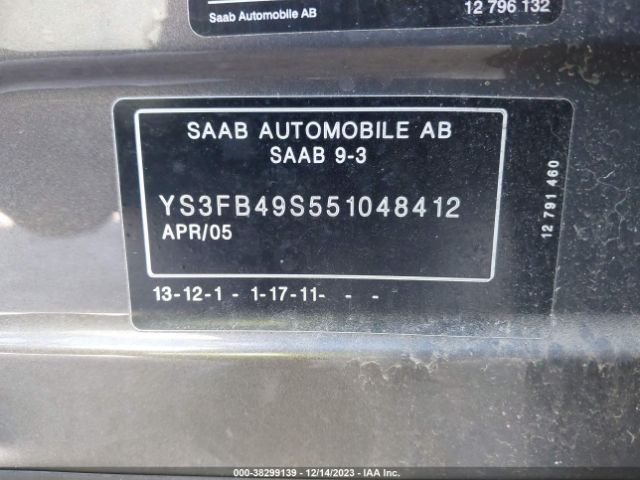 Saab Automobile AB
12 796 132
SAAB AUTOMOBILE AB
SAAB 9-3
YS3FB49S551048412
APR/05
13-12-1 - 1-17-11- - -
12 791 460
000-38299139 - 12/14/2023 - IAA Inc.